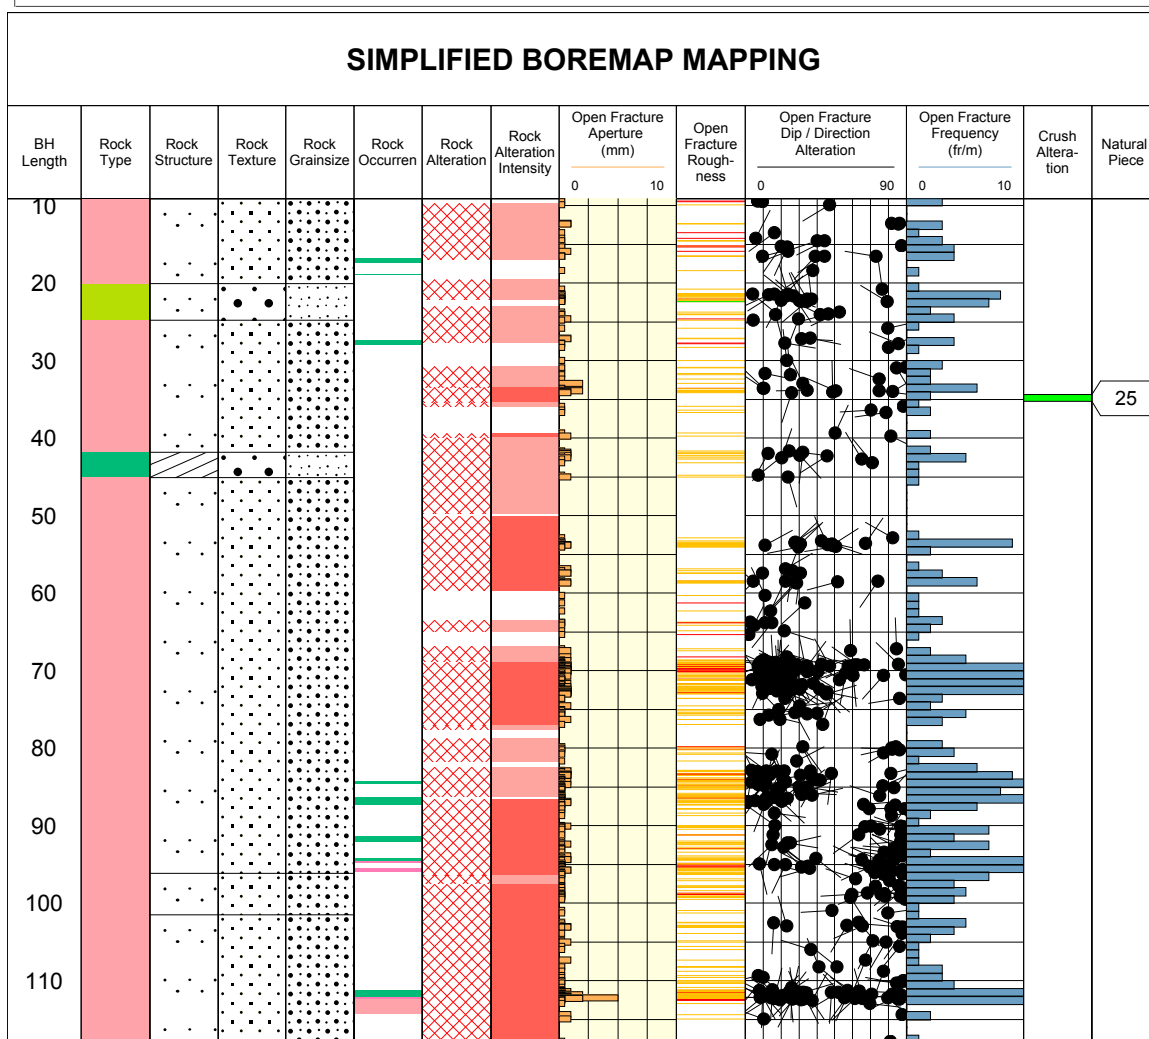 SIMPLIFIED BOREMAP MAPPING
BH
Length
Rock
Type
Rock
Structure
Rock
Texture
Rock
Grainsize
Rock
Occurren
Rock
Alteration
Rock
Alteration
Intensity
Open Fracture
Aperture
(mm)
0 10
Open
Fracture
Rough-
ness
Open Fracture
Dip / Direction
Alteration
0 90
Open Fracture
Frequency
(fr/m)
0 10
Crush
Altera-
tion
Natural
Piece
10
20
30
25
40
50
60
70
80
90
100
110